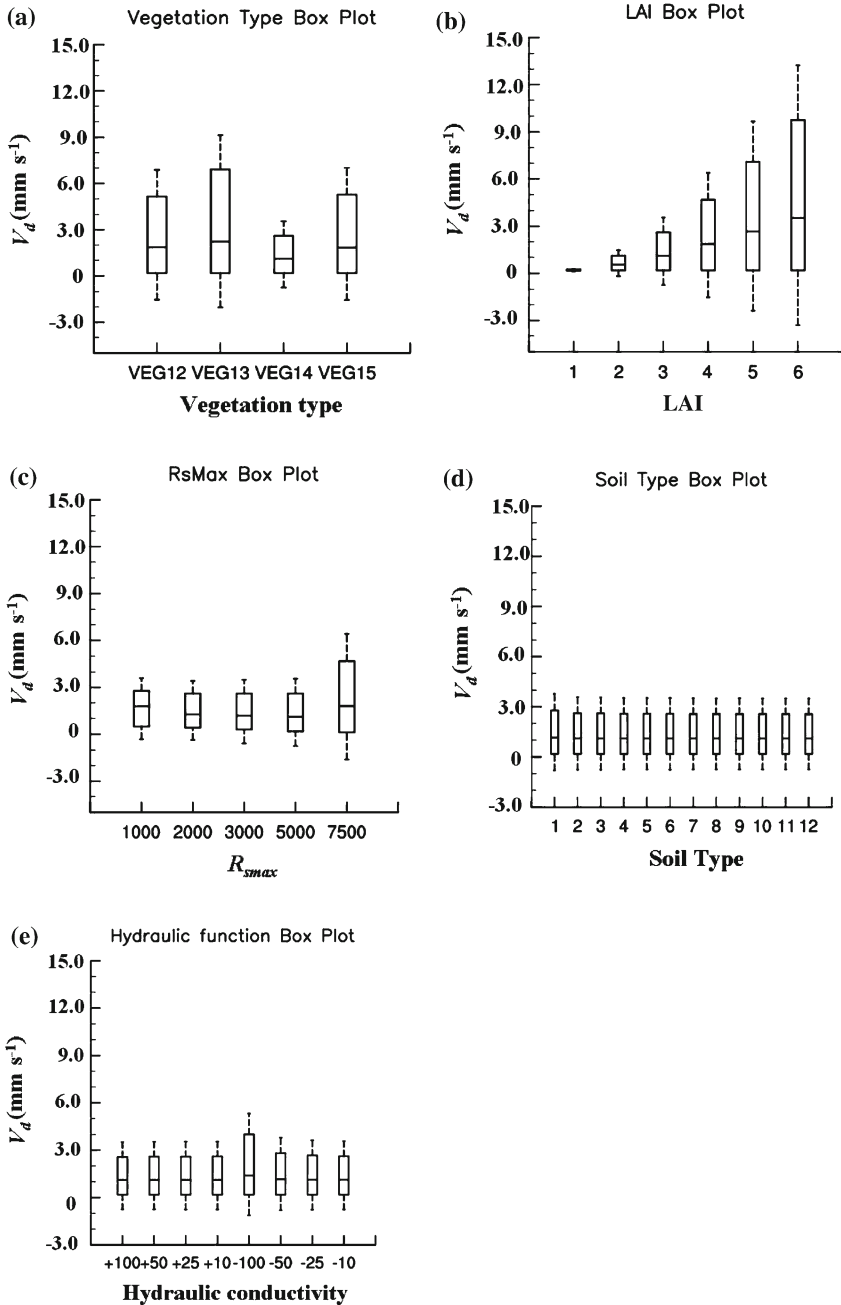 (a)
Vegetation Type Box Plot
15.0
12.0
9.0
6.0
3.0
0
-3.0
V_d (mm s⁻¹)
VEG12 VEG13 VEG14 VEG15
Vegetation type
(b)
LAI Box Plot
15.0
12.0
9.0
6.0
3.0
0
-3.0
V_d (mm s⁻¹)
1 2 3 4 5 6
LAI
(c)
RsMax Box Plot
15.0
12.0
9.0
6.0
3.0
0
-3.0
V_d (mm s⁻¹)
1000 2000 3000 5000 7500
R_smax
(d)
Soil Type Box Plot
15.0
12.0
9.0
6.0
3.0
0
-3.0
V_d (mm s⁻¹)
1 2 3 4 5 6 7 8 9 10 11 12
Soil Type
(e)
Hydraulic function Box Plot
15.0
12.0
9.0
6.0
3.0
0
-3.0
V_d (mm s⁻¹)
+100 +50 +25 +10 -100 -50 -25 -10
Hydraulic conductivity